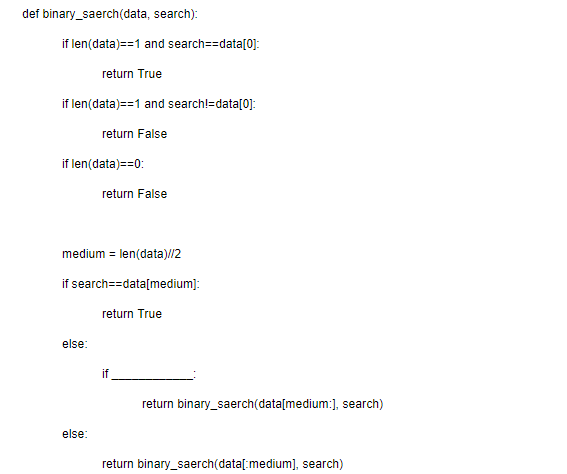 def binary_saerch(data, search):
if len(data)==1 and search==data[0]:
return True
if len(data)==1 and search!=data[0]:
return False
if len(data)==0:
return False
medium = len(data)//2
if search==data[medium]:
return True
else:
if ____________:
return binary_saerch(data[medium:], search)
else:
return binary_saerch(data[:medium], search)